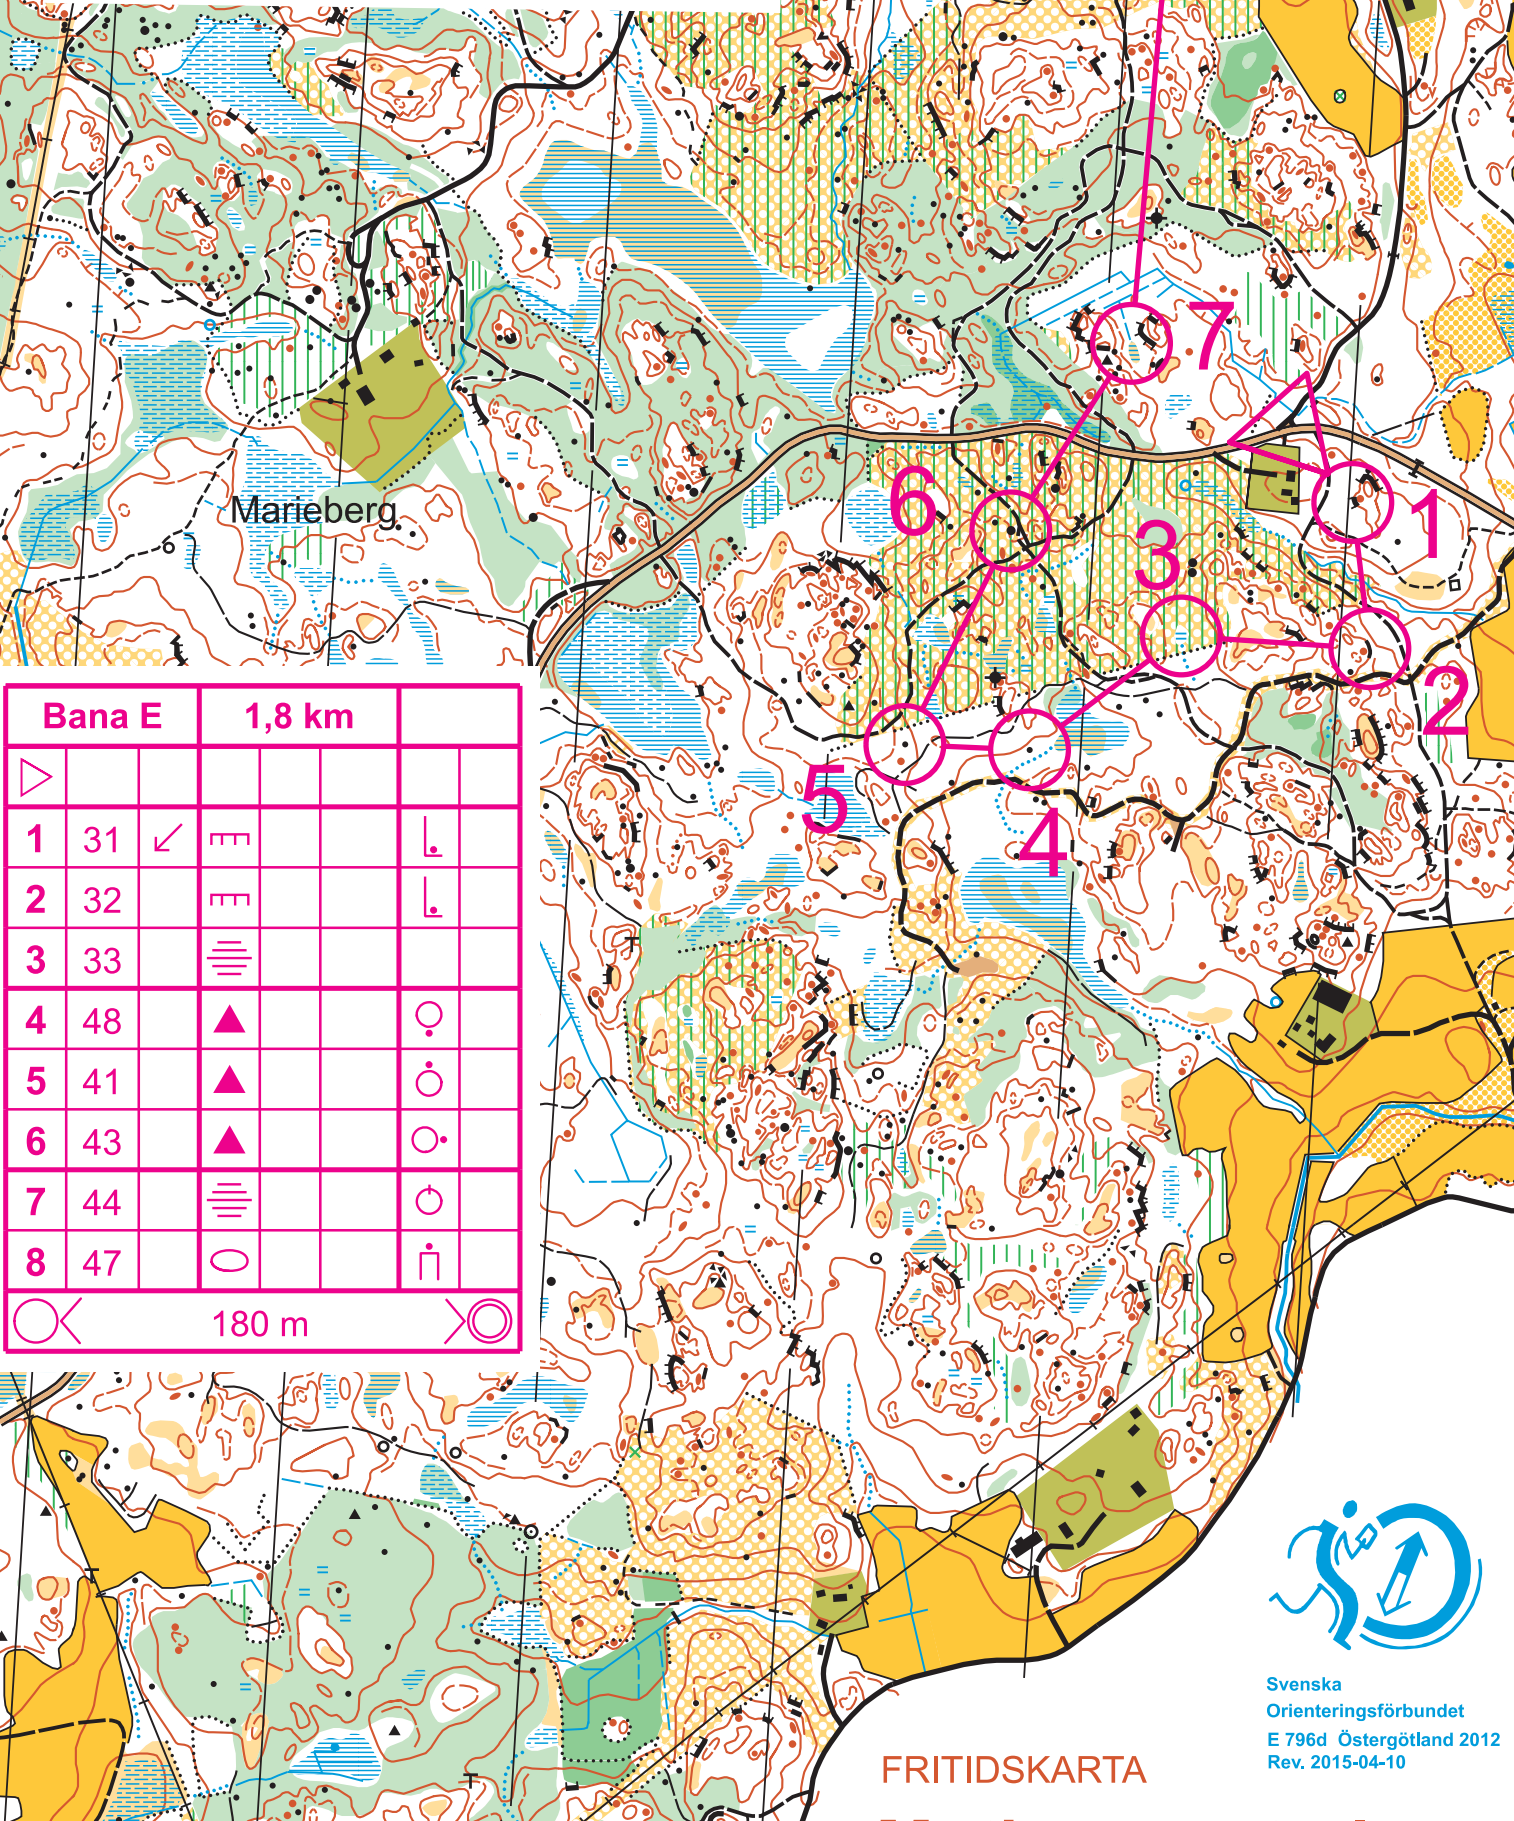 7
6
Marieberg
3
1
2
5
4
Bana E 1,8 km
1 31
2 32
3 33
4 48
5 41
6 43
7 44
8 47
180 m
Svenska
Orienteringsförbundet
E 796d Östergötland 2012
Rev. 2015-04-10
FRITIDSKARTA